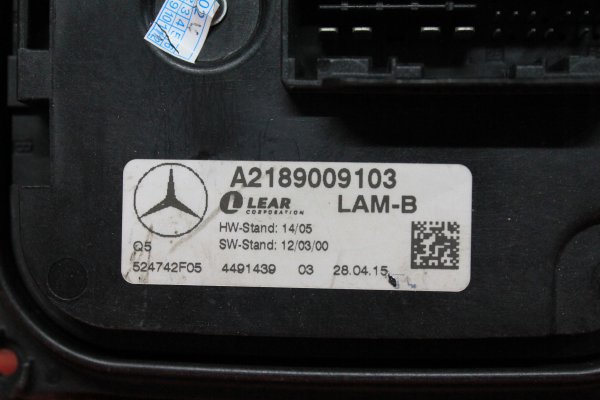 A2189009103
LEAR
CORPORATION
LAM-B
HW-Stand: 14/05
SW-Stand: 12/03/00
Q5
524742F05 4491439 03 28.04.15